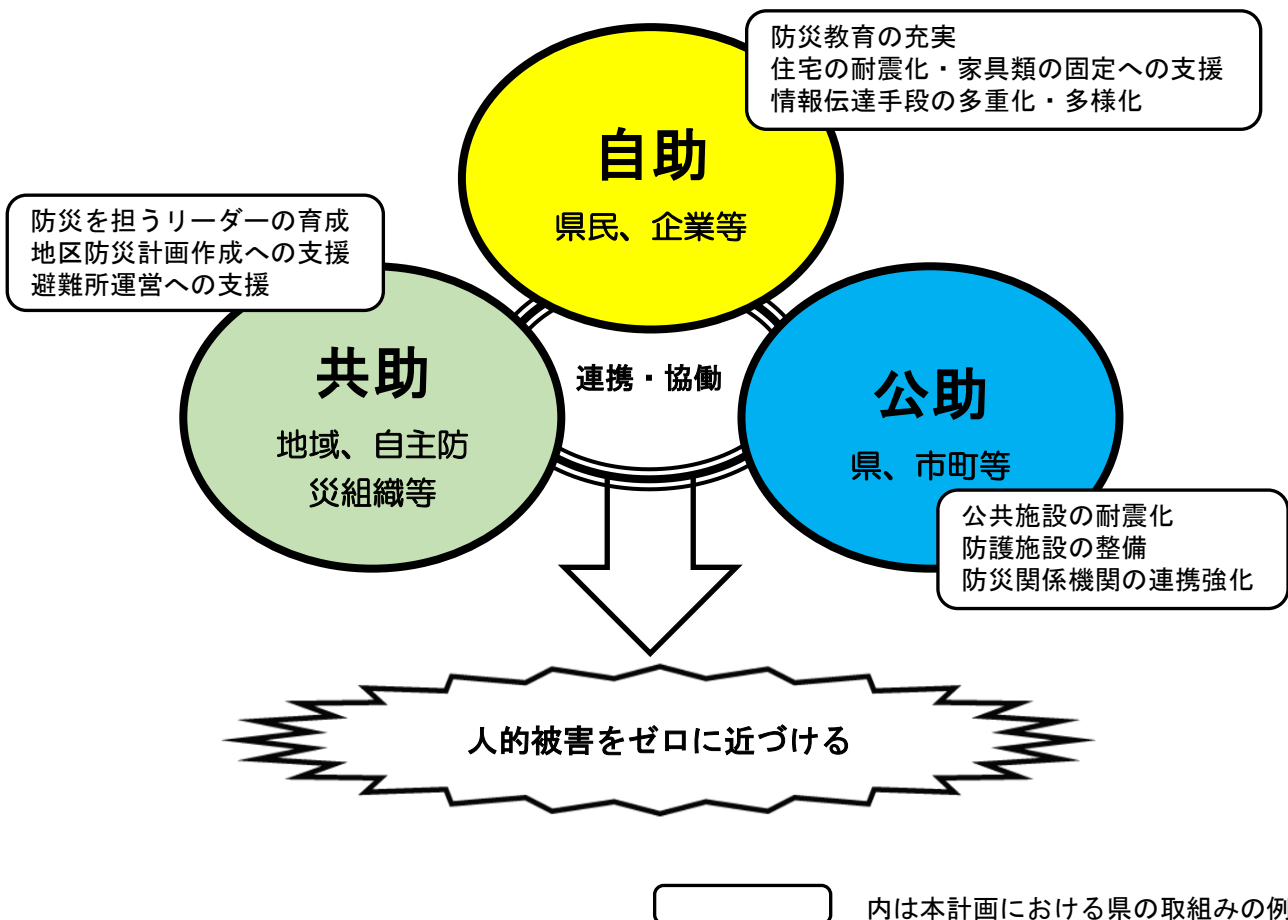 防災教育の充実
住宅の耐震化・家具類の固定への支援
情報伝達手段の多重化・多様化
自助
県民、企業等
防災を担うリーダーの育成
地区防災計画作成への支援
避難所運営への支援
共助
地域、自主防
災組織等
連携・協働
公助
県、市町等
公共施設の耐震化
防護施設の整備
防災関係機関の連携強化
人的被害をゼロに近づける
内は本計画における県の取組みの例